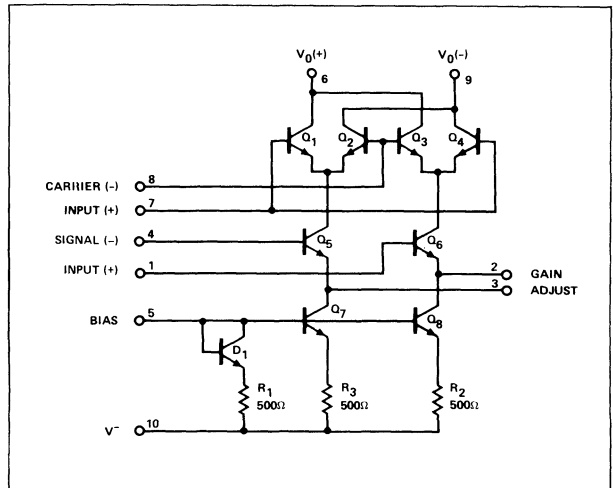 V0(+)
6
V0(-)
9
Q1
Q2
Q3
Q4
CARRIER (-)
8
INPUT (+)
7
SIGNAL (-)
4
Q5
Q6
INPUT (+)
1
2
GAIN
3
ADJUST
BIAS
5
Q7
Q8
D1
R1
500Ω
R3
500Ω
R2
500Ω
V-
10